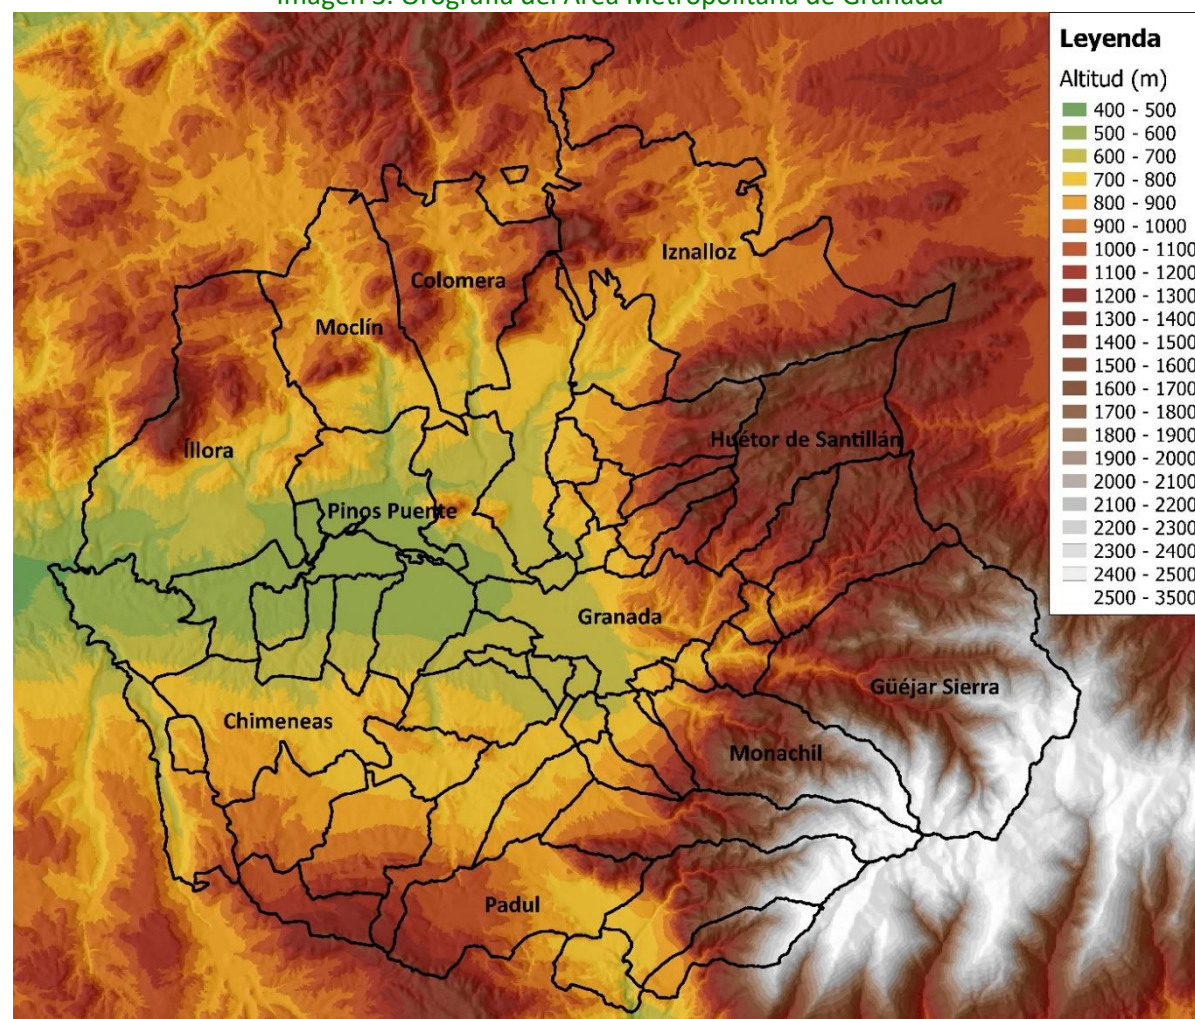 Imagen 3. Orografía del Área Metropolitana de Granada
Leyenda
Altitud (m)
400 - 500
500 - 600
600 - 700
700 - 800
800 - 900
900 - 1000
1000 - 1100
1100 - 1200
1200 - 1300
1300 - 1400
1400 - 1500
1500 - 1600
1600 - 1700
1700 - 1800
1800 - 1900
1900 - 2000
2000 - 2100
2100 - 2200
2200 - 2300
2300 - 2400
2400 - 2500
2500 - 3500
Iznalloz
Colomera
Moclín
Huétor de Santillán
Íllora
Pinos Puente
Granada
Güéjar Sierra
Chimeneas
Monachil
Padul